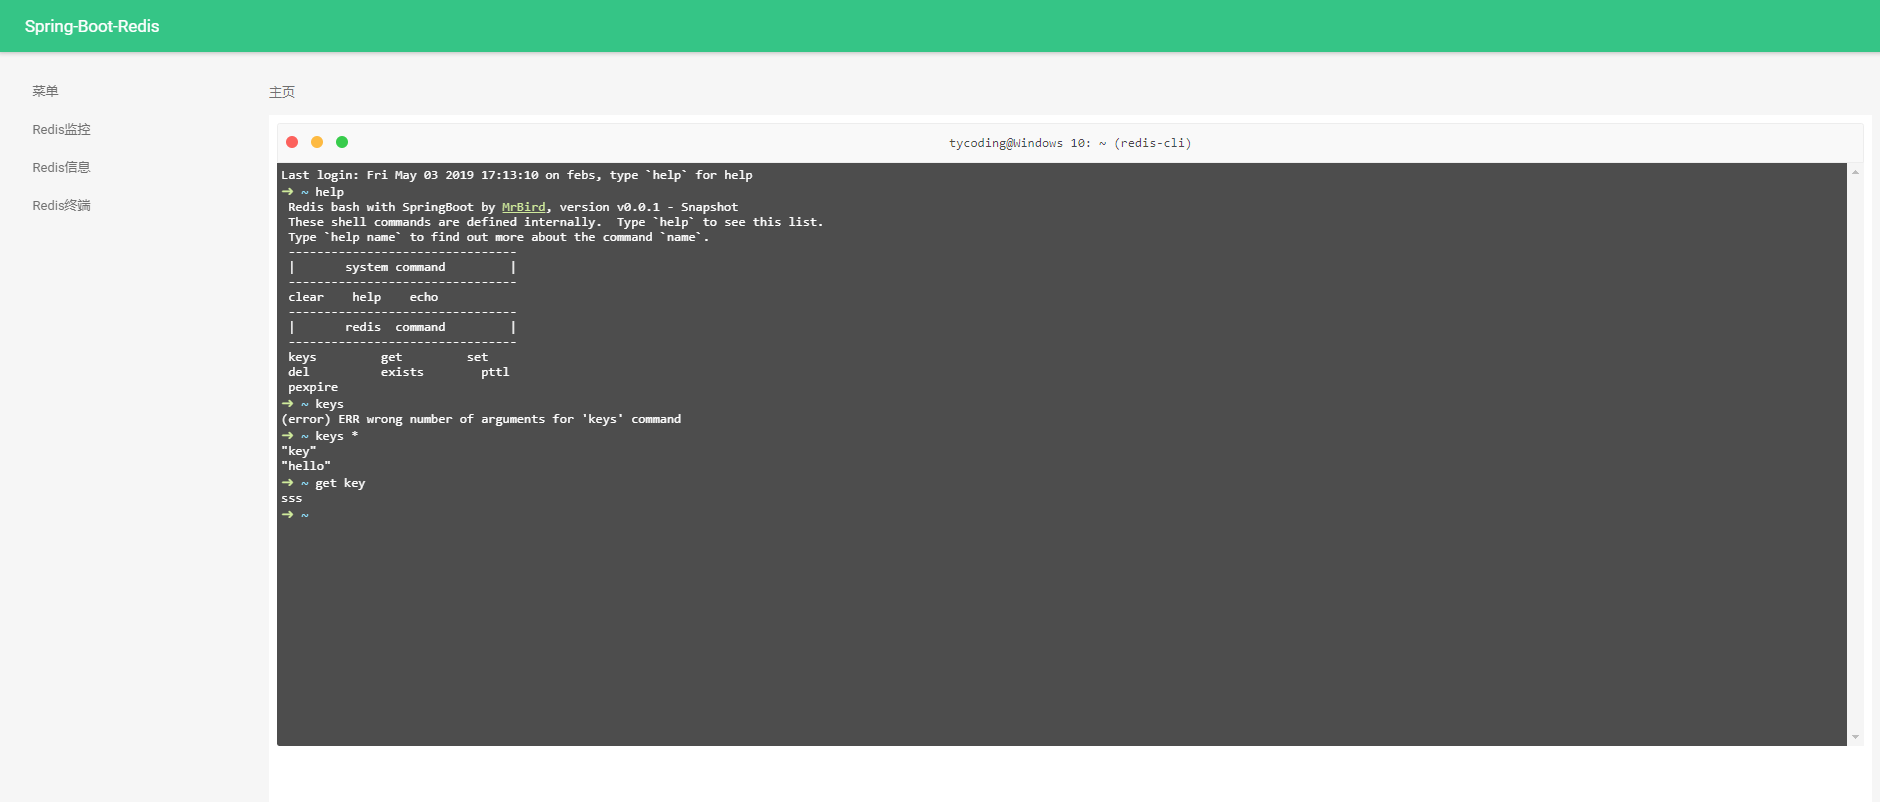 Spring-Boot-Redis
菜单
Redis监控
Redis信息
Redis终端
主页
tycoding@Windows 10: ~ (redis-cli)
Last login: Fri May 03 2019 17:13:10 on febs, type `help` for help
➜ ~ help
Redis bash with SpringBoot by MrBird, version v0.0.1 - Snapshot
These shell commands are defined internally.  Type `help` to see this list.
Type `help name` to find out more about the command `name`.
--------------------------------
|       system command         |
--------------------------------
clear    help    echo
--------------------------------
|       redis  command         |
--------------------------------
keys         get         set
del          exists        pttl
pexpire
➜ ~ keys
(error) ERR wrong number of arguments for 'keys' command
➜ ~ keys *
"key"
"hello"
➜ ~ get key
sss
➜ ~